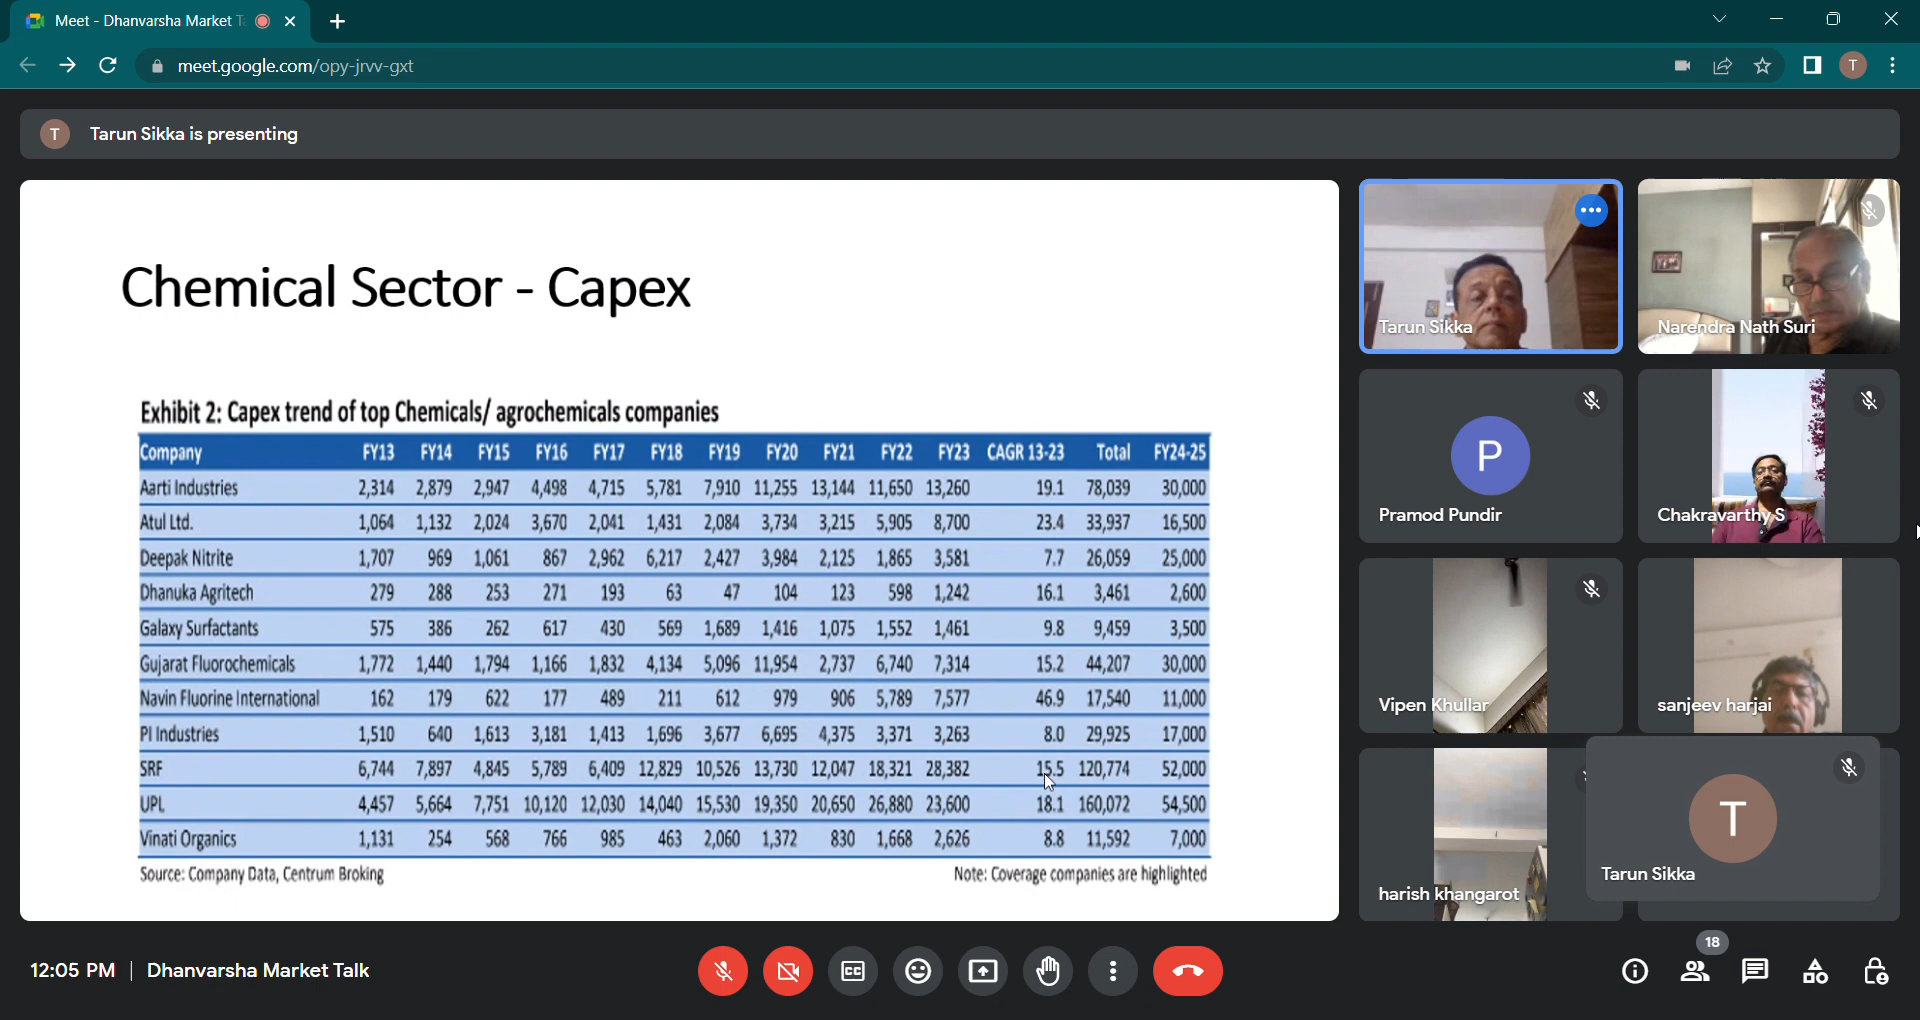 Meet - Dhanvarsha Market T
meet.google.com/opy-jrvv-gxt
T
T
Tarun Sikka is presenting
Chemical Sector - Capex
Exhibit 2: Capex trend of top Chemicals/ agrochemicals companies
Company FY13 FY14 FY15 FY16 FY17 FY18 FY19 FY20 FY21 FY22 FY23 CAGR 13-23 Total FY24-25
Aarti Industries 2,314 2,879 2,947 4,498 4,715 5,781 7,910 11,255 13,144 11,650 13,260 19.1 78,039 30,000
Atul Ltd. 1,064 1,132 2,024 3,670 2,041 1,431 2,084 3,734 3,215 5,905 8,700 23.4 33,937 16,500
Deepak Nitrite 1,707 969 1,061 867 2,962 6,217 2,427 3,984 2,125 1,865 3,581 7.7 26,059 25,000
Dhanuka Agritech 279 288 253 271 193 63 47 104 123 598 1,242 16.1 3,461 2,600
Galaxy Surfactants 575 386 262 617 430 569 1,689 1,416 1,075 1,552 1,461 9.8 9,459 3,500
Gujarat Fluorochemicals 1,772 1,440 1,794 1,166 1,832 4,134 5,096 11,954 2,737 6,740 7,314 15.2 44,207 30,000
Navin Fluorine International 162 179 622 177 489 211 612 979 906 5,789 7,577 46.9 17,540 11,000
PI Industries 1,510 640 1,613 3,181 1,413 1,696 3,677 6,695 4,375 3,371 3,263 8.0 29,925 17,000
SRF 6,744 7,897 4,845 5,789 6,409 12,829 10,526 13,730 12,047 18,321 28,382 15.5 120,774 52,000
UPL 4,457 5,664 7,751 10,120 12,030 14,040 15,530 19,350 20,650 26,880 23,600 18.1 160,072 54,500
Vinati Organics 1,131 254 568 766 985 463 2,060 1,372 830 1,668 2,626 8.8 11,592 7,000
Source: Company Data, Centrum Broking
Note: Coverage companies are highlighted
Tarun Sikka
Narendra Nath Suri
P
Pramod Pundir
Chakravarthy S
Vipen Khullar
sanjeev harjai
harish khangarot
T
Tarun Sikka
12:05 PM | Dhanvarsha Market Talk
CC
18